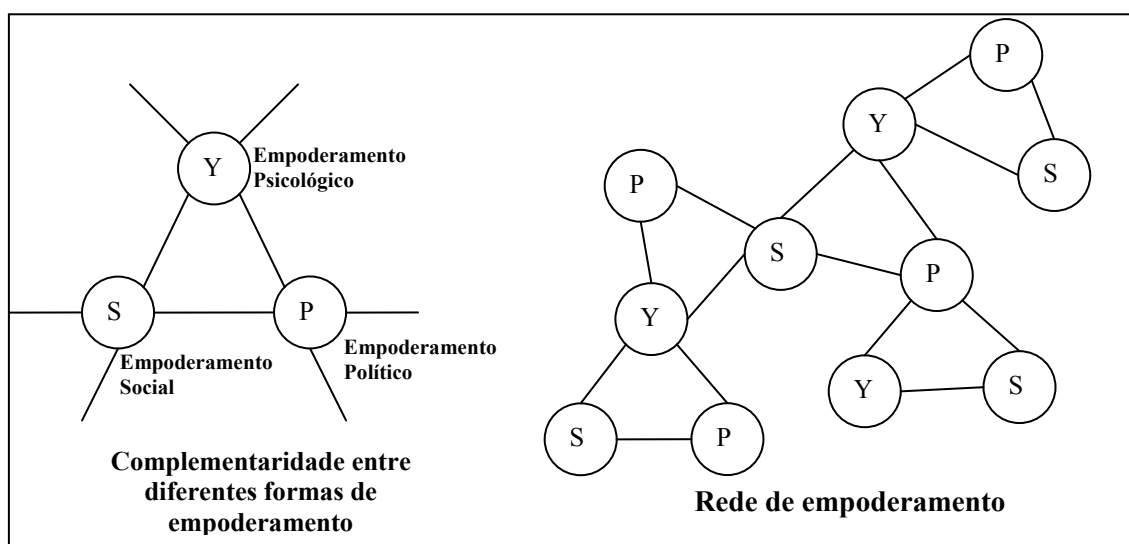 Y
Empoderamento
Psicológico
S
P
Empoderamento
Social
Empoderamento
Político
Complementaridade entre
diferentes formas de
empoderamento
P
Y
S
P
S
P
Y
Y
S
S
P
Rede de empoderamento